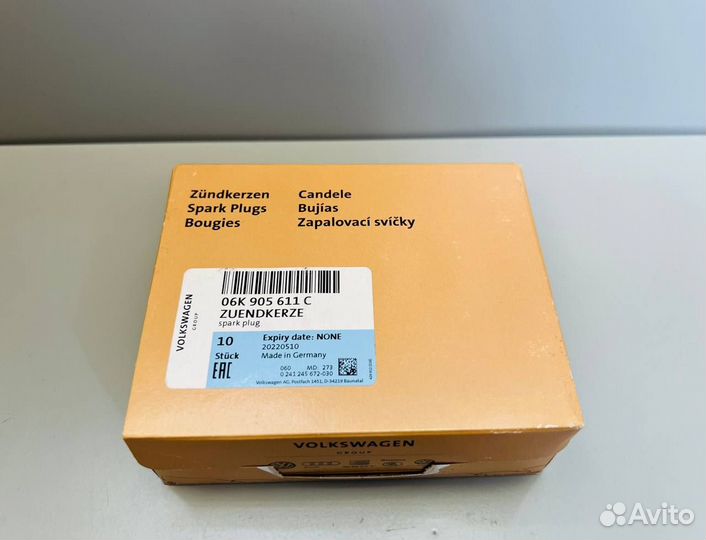 Zündkerzen
Spark Plugs
Bougies
Candele
Bujías
Zapalovací svíčky
VOLKSWAGEN
GROUP
06K 905 611 C
ZUENDKERZE
spark plug
10
Stück
EAC
Expiry date: NONE
20220510
Made in Germany
060 MD. 273
0 241 245 672-030
Volkswagen AG, Postfach 1451, D-34219 Baunatal
VOLKSWAGEN
GROUP
Avito